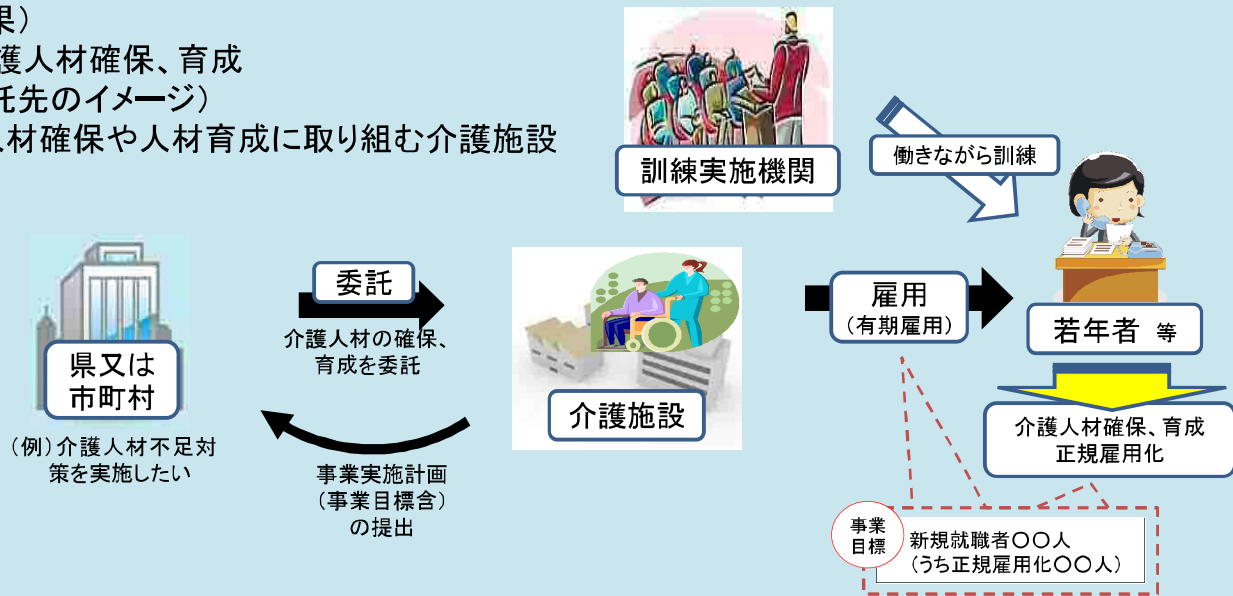 果）
護人材確保、育成
託先のイメージ）
人材確保や人材育成に取り組む介護施設
訓練実施機関
働きながら訓練
県又は
市町村
（例）介護人材不足対
策を実施したい
委託
介護人材の確保、
育成を委託
事業実施計画
（事業目標含）
の提出
介護施設
雇用
（有期雇用）
若年者 等
介護人材確保、育成
正規雇用化
事業
目標
新規就職者〇〇人
（うち正規雇用化〇〇人）